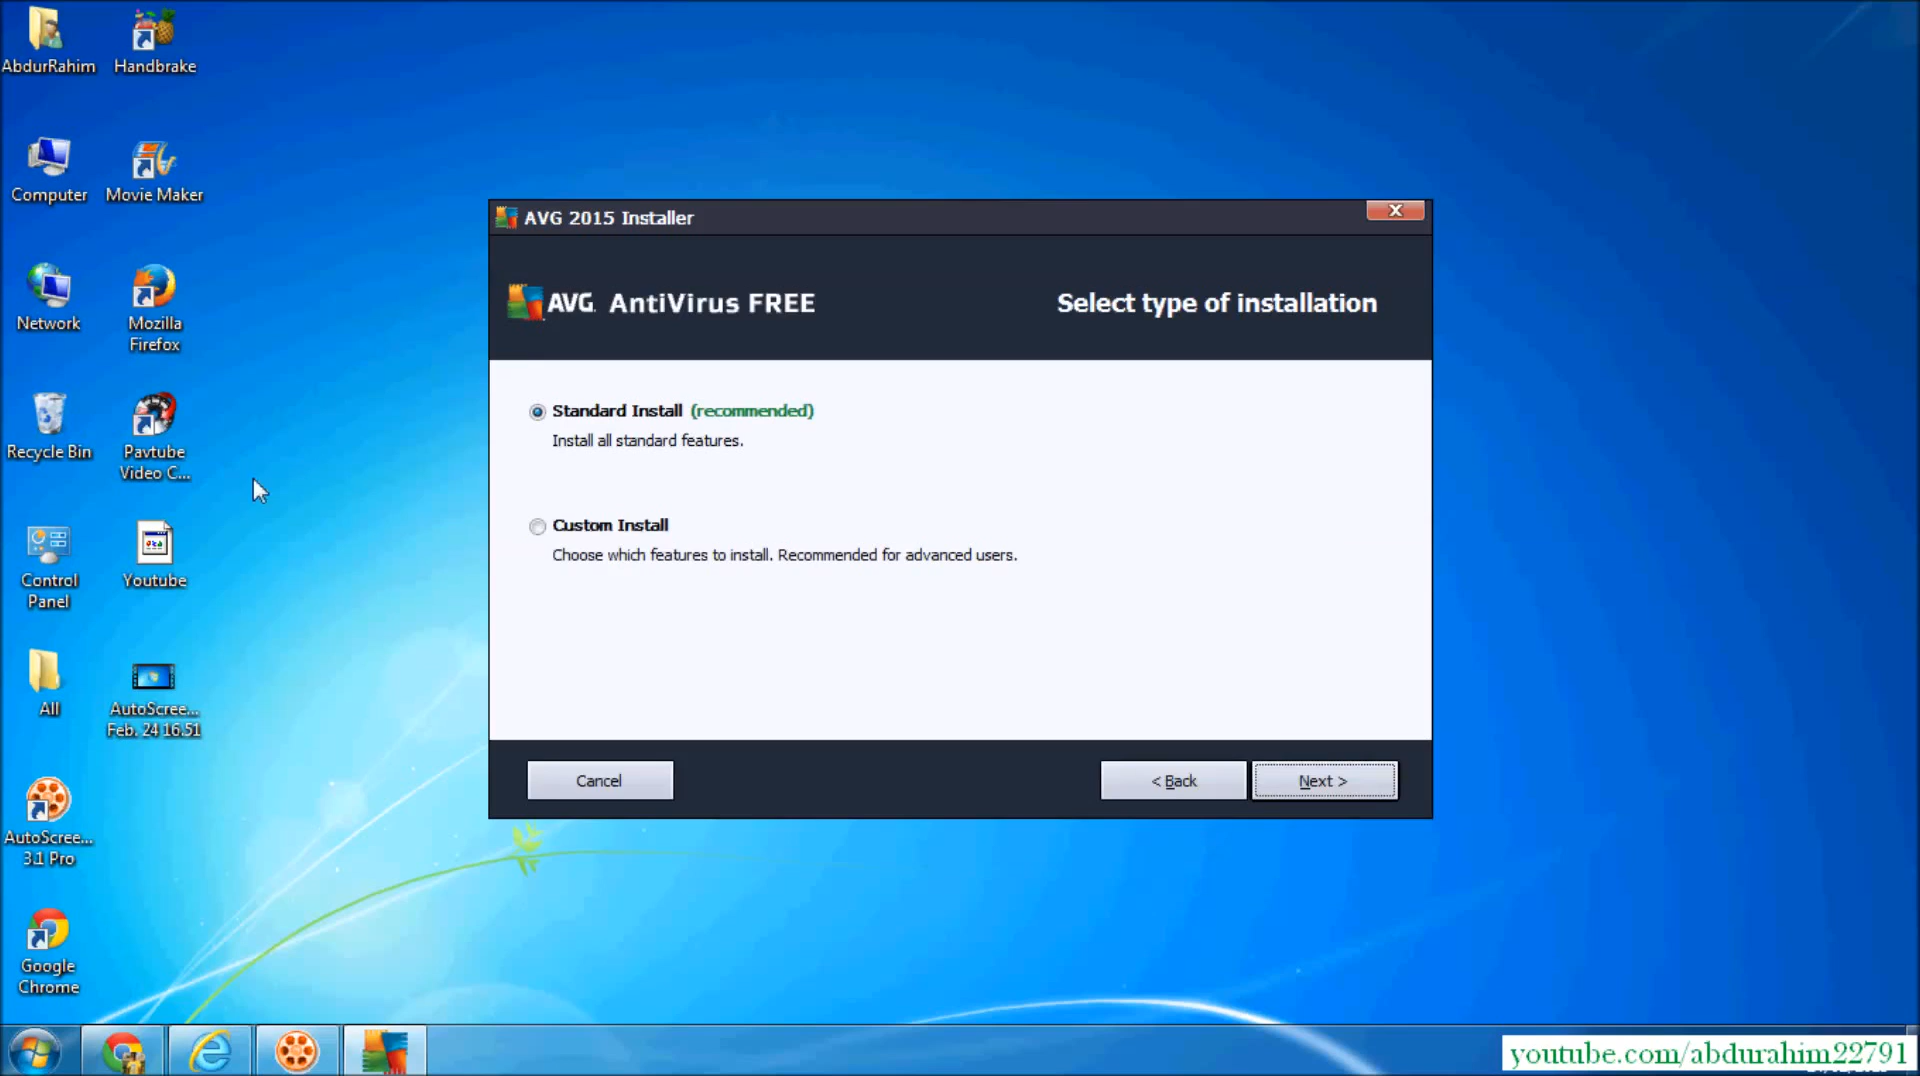 AbdurRahim
Handbrake
Computer
Movie Maker
Network
Mozilla
Firefox
Recycle Bin
Pavtube
Video C...
Control
Panel
Youtube
All
AutoScree...
Feb. 24 16.51
AutoScree...
3.1 Pro
Google
Chrome
AVG 2015 Installer
X
AVG. AntiVirus FREE
Select type of installation
Standard Install (recommended)
Install all standard features.
Custom Install
Choose which features to install. Recommended for advanced users.
Cancel
< Back
Next >
youtube.com/abdurahim22791